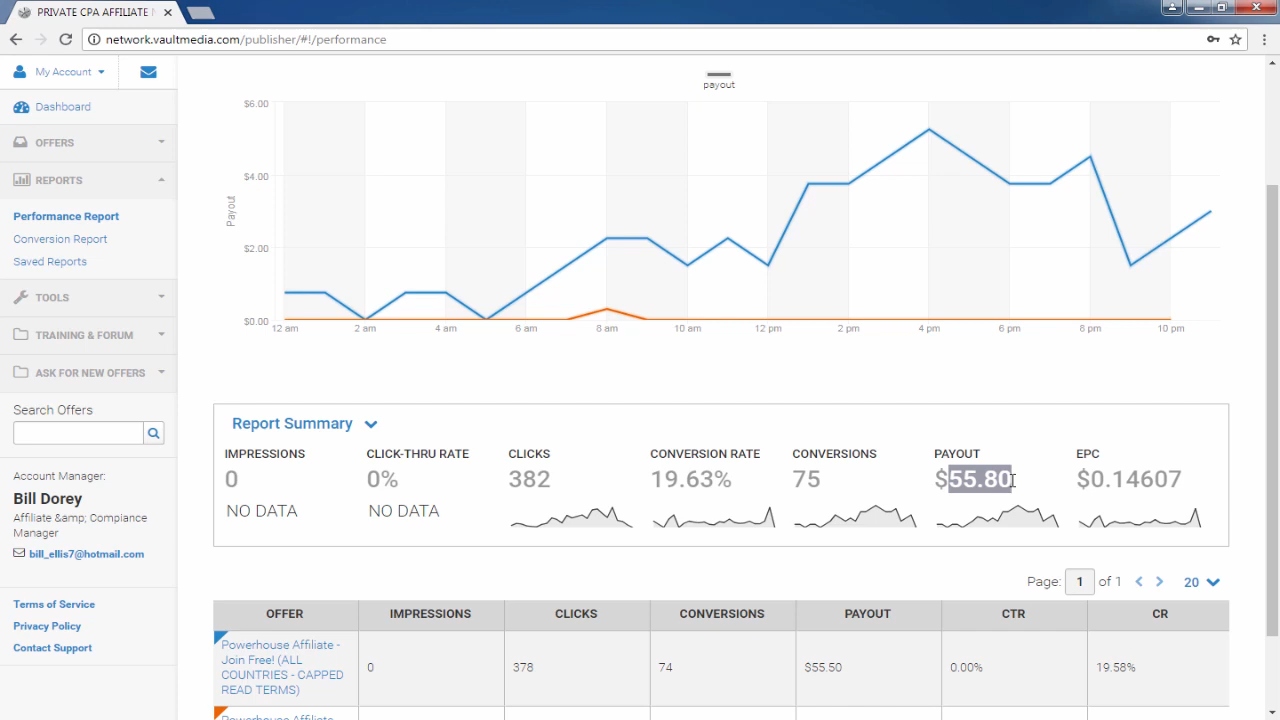 PRIVATE CPA AFFILIATE
network.vaultmedia.com/publisher/#!/performance
My Account
Dashboard
OFFERS
REPORTS
Performance Report
Conversion Report
Saved Reports
TOOLS
TRAINING & FORUM
ASK FOR NEW OFFERS
Search Offers
Account Manager:
Bill Dorey
Affiliate &amp; Compiance
Manager
bill_ellis7@hotmail.com
Terms of Service
Privacy Policy
Contact Support
payout
$6.00
$4.00
$2.00
$0.00
Payout
12 am 2 am 4 am 6 am 8 am 10 am 12 pm 2 pm 4 pm 6 pm 8 pm 10 pm
Report Summary
IMPRESSIONS CLICK-THRU RATE CLICKS CONVERSION RATE CONVERSIONS PAYOUT EPC
0 0% 382 19.63% 75 $55.80 $0.14607
NO DATA NO DATA
Page: 1 of 1 20
OFFER IMPRESSIONS CLICKS CONVERSIONS PAYOUT CTR CR
Powerhouse Affiliate -
Join Free! (ALL
COUNTRIES - CAPPED
READ TERMS)
0 378 74 $55.50 0.00% 19.58%
Powerhouse Affiliate